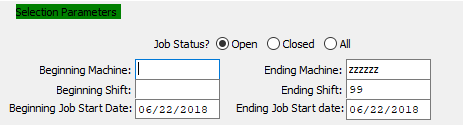 Selection Parameters
Job Status? Open Closed All
Beginning Machine: Ending Machine: zzzzzz
Beginning Shift: Ending Shift: 99
Beginning Job Start Date: 06/22/2018 Ending Job Start date: 06/22/2018